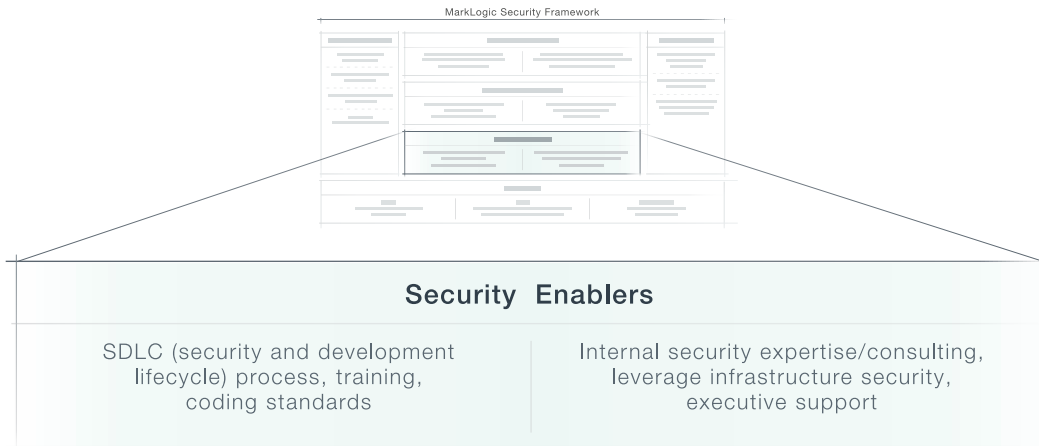 MarkLogic Security Framework
Security Enablers
SDLC (security and development
lifecycle) process, training,
coding standards
Internal security expertise/consulting,
leverage infrastructure security,
executive support